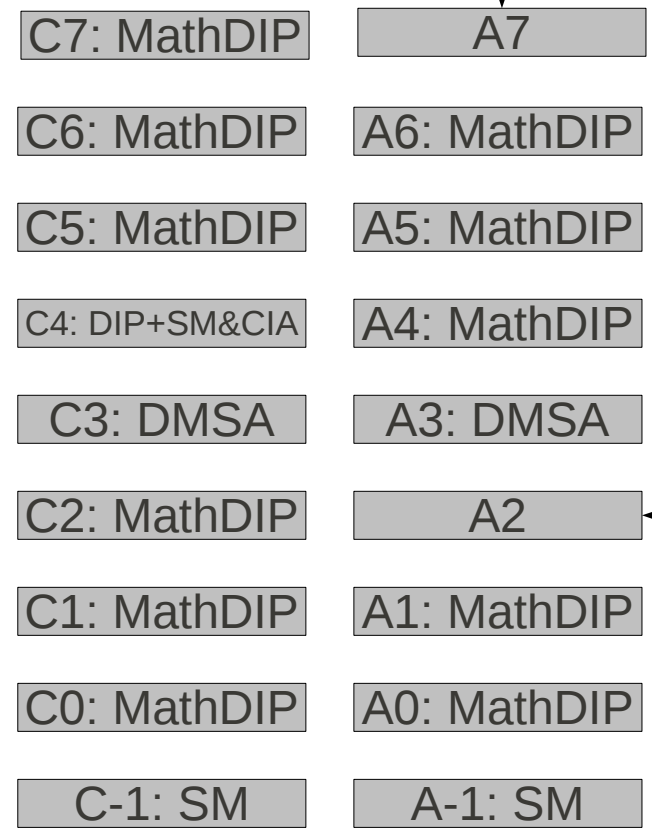 C7: MathDIP A7
C6: MathDIP A6: MathDIP
C5: MathDIP A5: MathDIP
C4: DIP+SM&CIA A4: MathDIP
C3: DMSA A3: DMSA
C2: MathDIP A2
C1: MathDIP A1: MathDIP
C0: MathDIP A0: MathDIP
C-1: SM A-1: SM